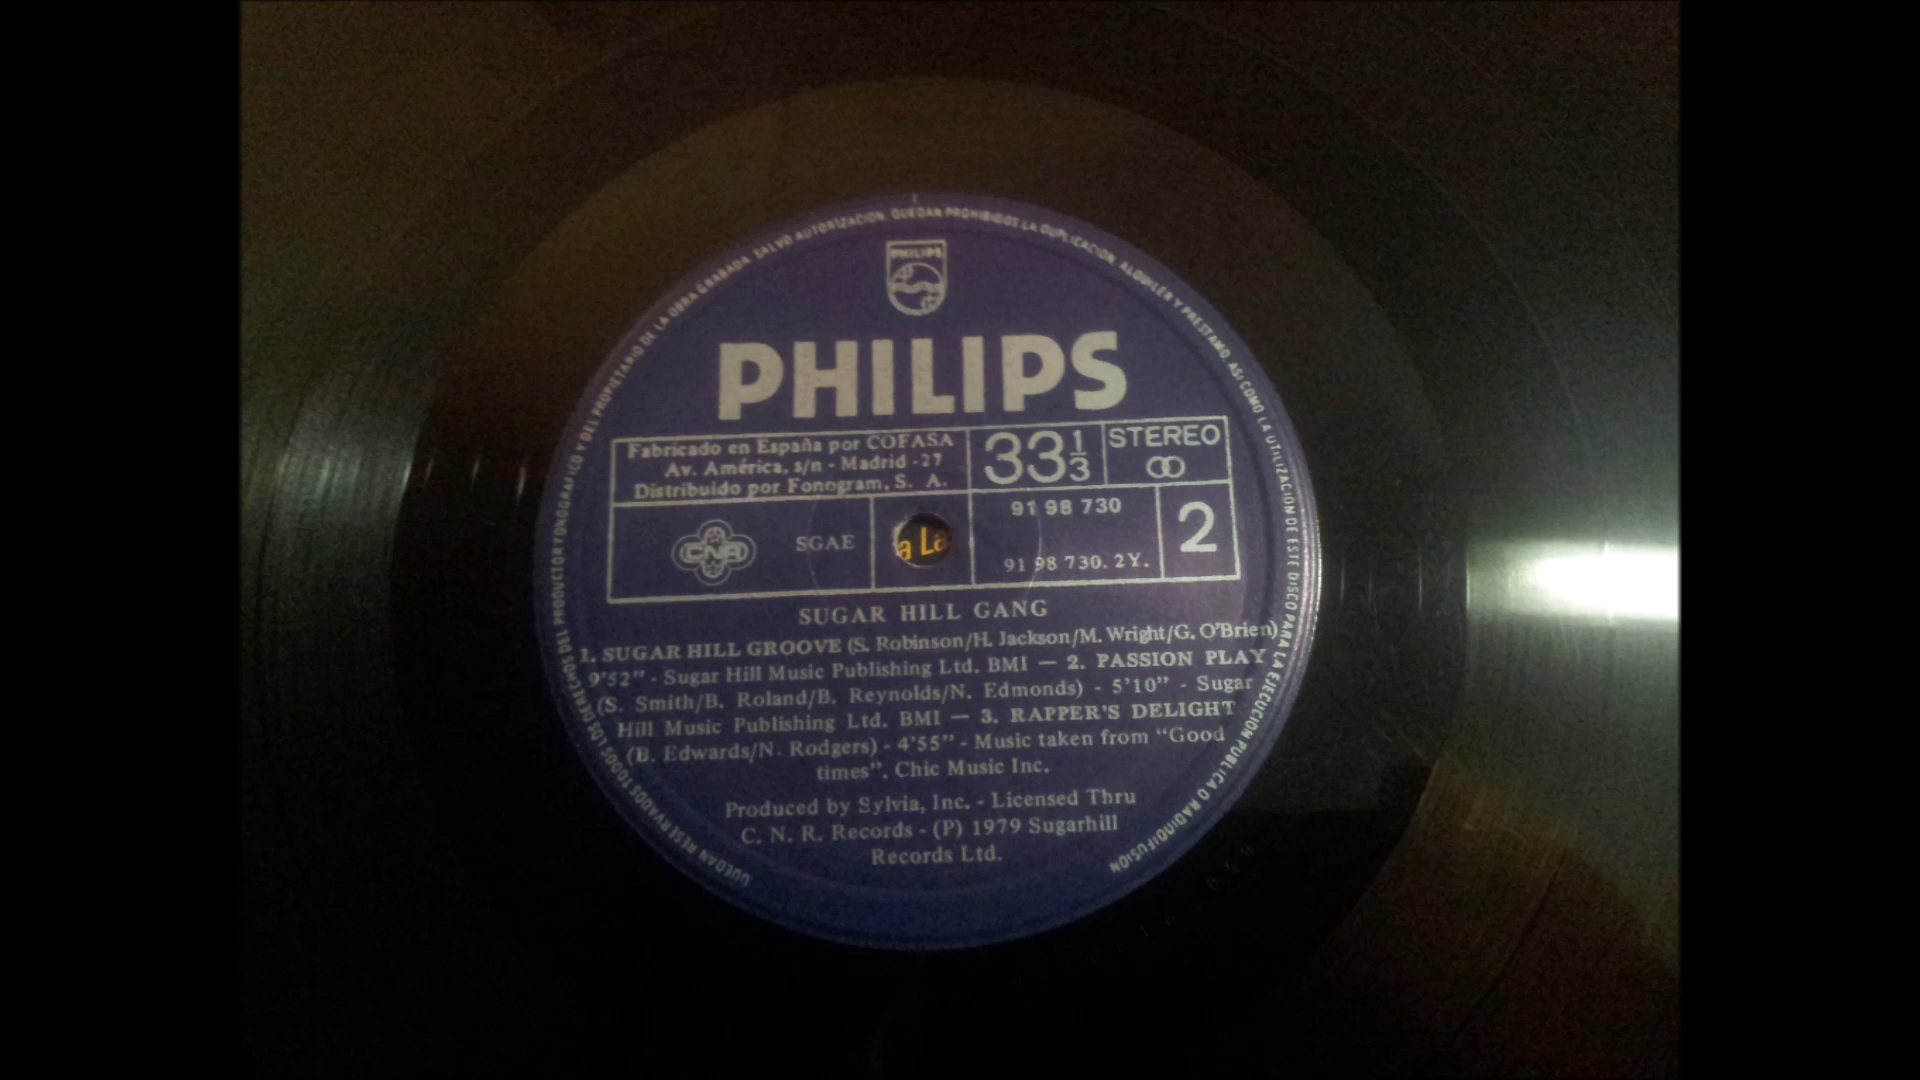 QUEDAN RESERVADOS TODOS LOS DERECHOS DEL PRODUCTOR FONOGRAFICO Y DEL PROPIETARIO DE LA OBRA GRABADA. SALVO AUTORIZACION, QUEDAN PROHIBIDOS LA DUPLICACION, ALQUILER Y PRESTAMO, ASI COMO LA UTILIZACION DE ESTE DISCO PARA LA EJECUCION PUBLICA O RADIODIFUSION
PHILIPS
PHILIPS
Fabricado en España por COFASA
Av. América, s/n - Madrid - 27
Distribuido por Fonogram, S. A.
33 1/3
STEREO
CNR
SGAE
a La
91 98 730
91 98 730. 2Y.
2
SUGAR HILL GANG
1. SUGAR HILL GROOVE (S. Robinson/H. Jackson/M. Wright/G. O'Brien)
9'52" - Sugar Hill Music Publishing Ltd. BMI — 2. PASSION PLAY
(S. Smith/B. Roland/B. Reynolds/N. Edmonds) - 5'10" - Sugar
Hill Music Publishing Ltd. BMI — 3. RAPPER'S DELIGHT
(B. Edwards/N. Rodgers) - 4'55" - Music taken from "Good
times". Chic Music Inc.
Produced by Sylvia, Inc. - Licensed Thru
C. N. R. Records - (P) 1979 Sugarhill
Records Ltd.